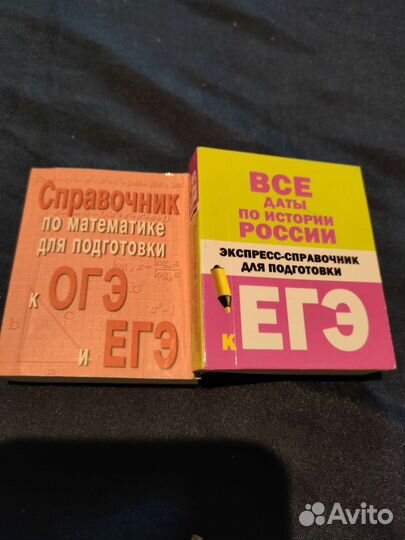 Справочник
по математике
для подготовки
к ОГЭ
и ЕГЭ
ВСЕ
ДАТЫ
ПО ИСТОРИИ
РОССИИ
ЭКСПРЕСС-СПРАВОЧНИК
ДЛЯ ПОДГОТОВКИ
к ЕГЭ
Avito